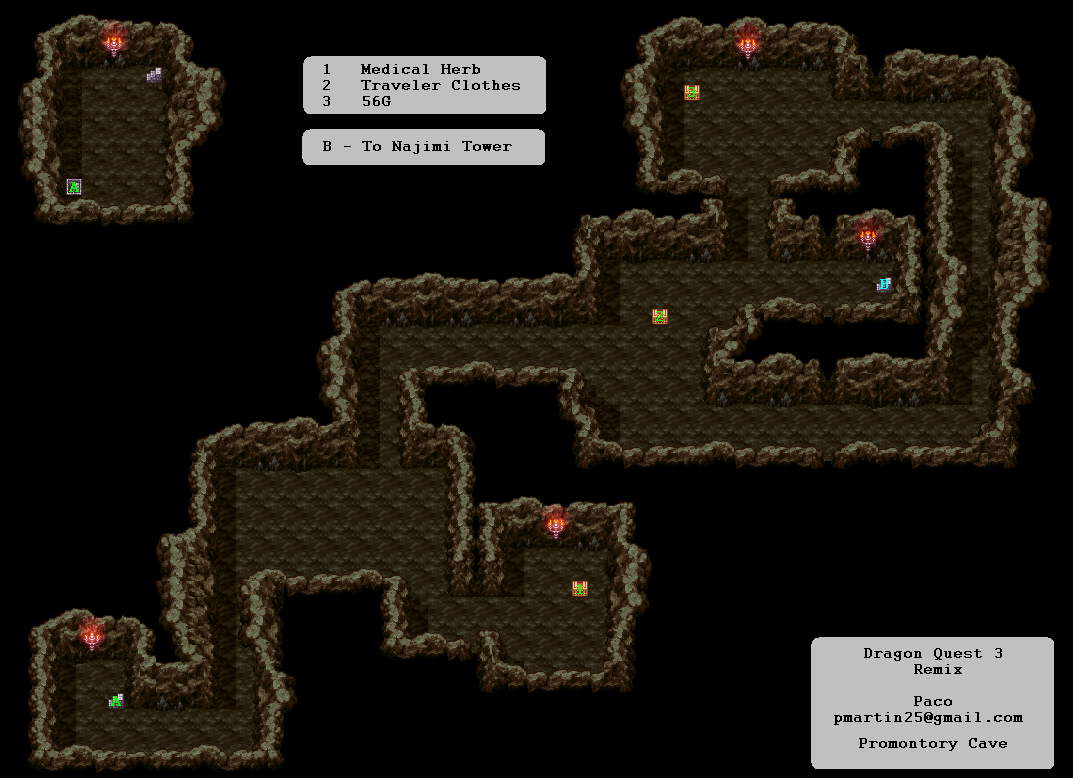 1 Medical Herb
2 Traveler Clothes
3 56G
B - To Najimi Tower
A
B
A
Dragon Quest 3
Remix
Paco
pmartin25@gmail.com
Promontory Cave